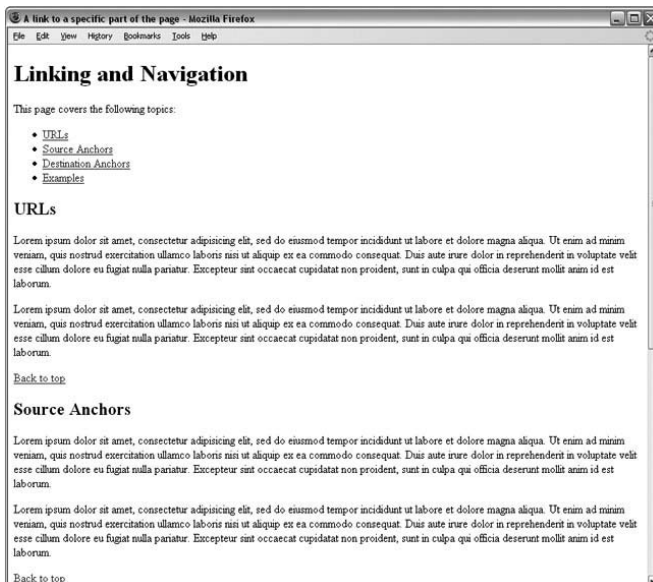 A link to a specific part of the page - Mozilla Firefox
File Edit View History Bookmarks Tools Help
Linking and Navigation
This page covers the following topics:
URLs
Source Anchors
Destination Anchors
Examples
URLs
Lorem ipsum dolor sit amet, consectetur adipisicing elit, sed do eiusmod tempor incididunt ut labore et dolore magna aliqua. Ut enim ad minim
veniam, quis nostrud exercitation ullamco laboris nisi ut aliquip ex ea commodo consequat. Duis aute irure dolor in reprehenderit in voluptate velit
esse cillum dolore eu fugiat nulla pariatur. Excepteur sint occaecat cupidatat non proident, sunt in culpa qui officia deserunt mollit anim id est
laborum.
Lorem ipsum dolor sit amet, consectetur adipisicing elit, sed do eiusmod tempor incididunt ut labore et dolore magna aliqua. Ut enim ad minim
veniam, quis nostrud exercitation ullamco laboris nisi ut aliquip ex ea commodo consequat. Duis aute irure dolor in reprehenderit in voluptate velit
esse cillum dolore eu fugiat nulla pariatur. Excepteur sint occaecat cupidatat non proident, sunt in culpa qui officia deserunt mollit anim id est
laborum.
Back to top
Source Anchors
Lorem ipsum dolor sit amet, consectetur adipisicing elit, sed do eiusmod tempor incididunt ut labore et dolore magna aliqua. Ut enim ad minim
veniam, quis nostrud exercitation ullamco laboris nisi ut aliquip ex ea commodo consequat. Duis aute irure dolor in reprehenderit in voluptate velit
esse cillum dolore eu fugiat nulla pariatur. Excepteur sint occaecat cupidatat non proident, sunt in culpa qui officia deserunt mollit anim id est
laborum.
Lorem ipsum dolor sit amet, consectetur adipisicing elit, sed do eiusmod tempor incididunt ut labore et dolore magna aliqua. Ut enim ad minim
veniam, quis nostrud exercitation ullamco laboris nisi ut aliquip ex ea commodo consequat. Duis aute irure dolor in reprehenderit in voluptate velit
esse cillum dolore eu fugiat nulla pariatur. Excepteur sint occaecat cupidatat non proident, sunt in culpa qui officia deserunt mollit anim id est
laborum.
Back to top